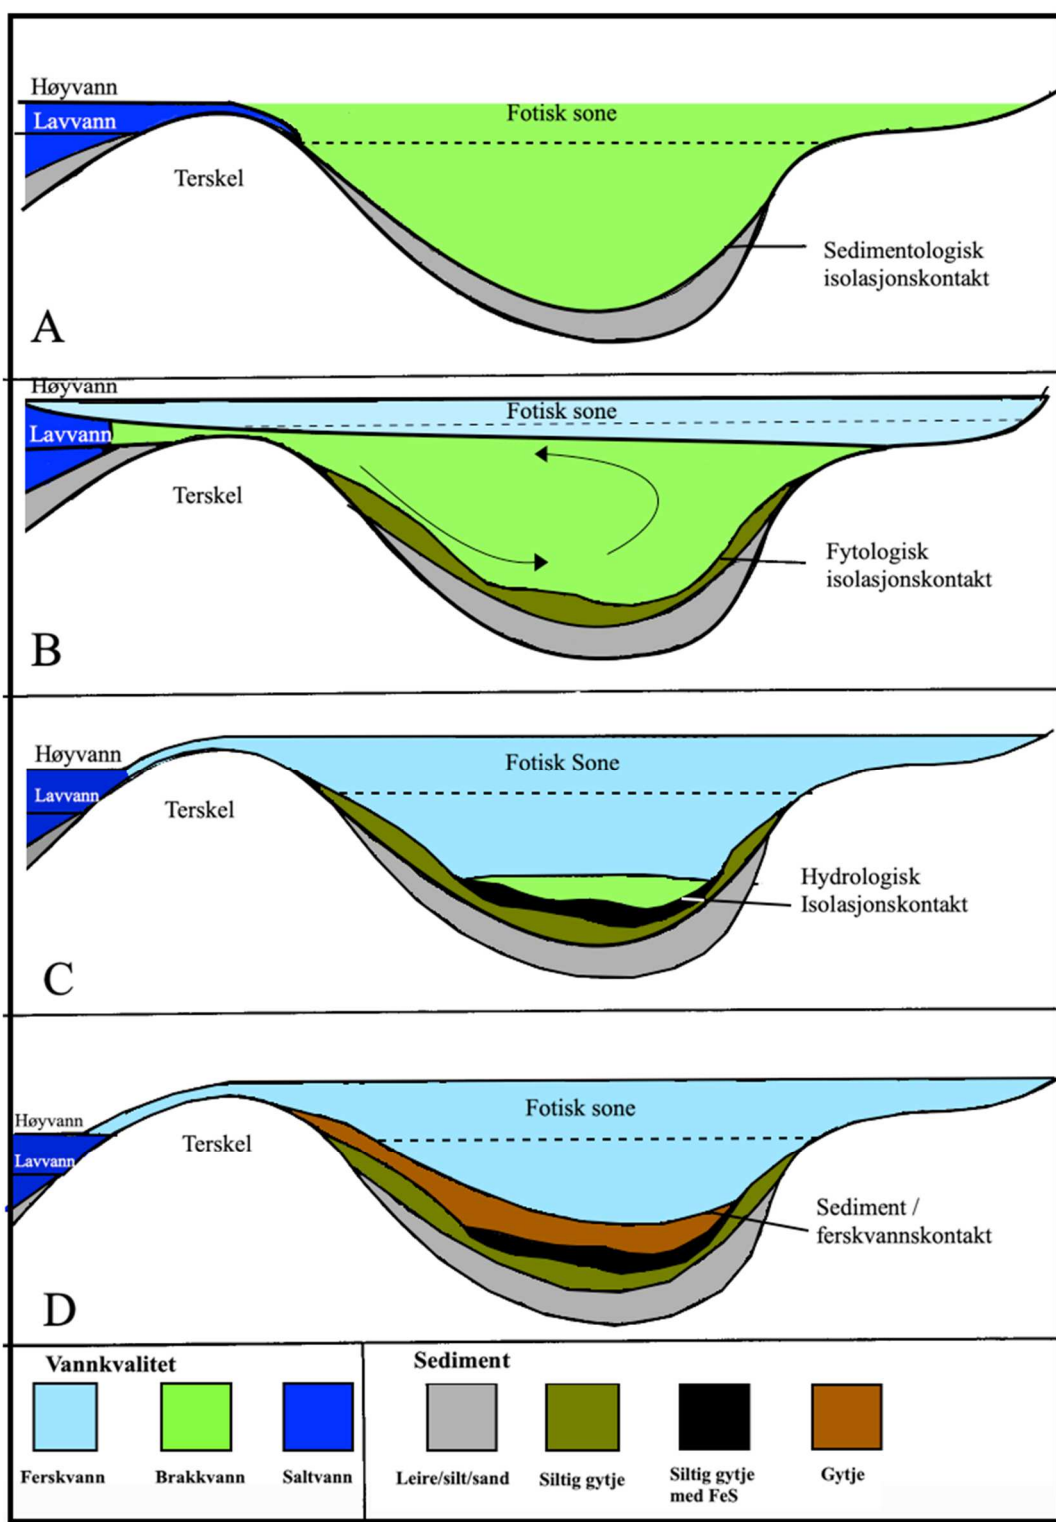 Høyvann
Lavvann
Fotisk sone
Terskel
Sedimentologisk
isolasjonskontakt
A
Høyvann
Lavvann
Fotisk sone
Terskel
Fytologisk
isolasjonskontakt
B
Høyvann
Lavvann
Fotisk Sone
Terskel
Hydrologisk
Isolasjonskontakt
C
Høyvann
Lavvann
Fotisk sone
Terskel
Sediment /
ferskvannskontakt
D
Vannkvalitet
Ferskvann
Brakkvann
Saltvann
Sediment
Leire/silt/sand
Siltig gytje
Siltig gytje
med FeS
Gytje